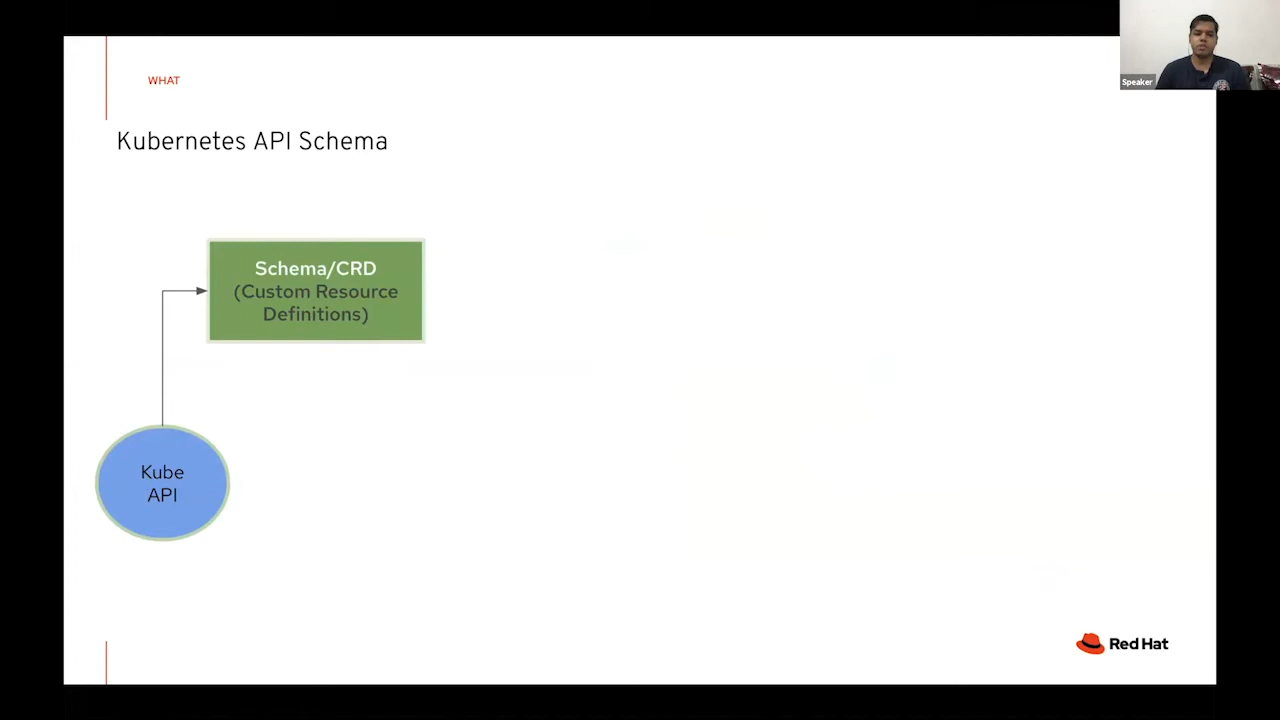 WHAT
Kubernetes API Schema
Schema/CRD
(Custom Resource
Definitions)
Kube
API
Red Hat
Speaker